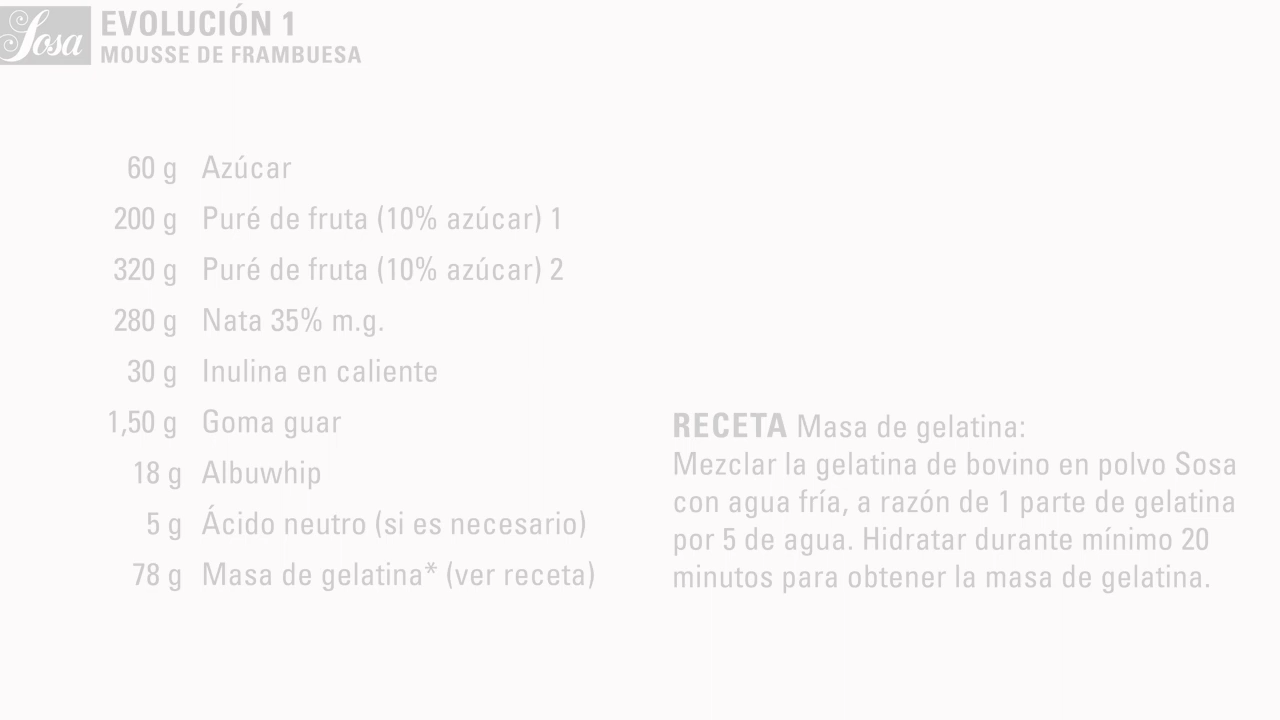 Sosa
EVOLUCIÓN 1
MOUSSE DE FRAMBUESA
60 g Azúcar
200 g Puré de fruta (10% azúcar) 1
320 g Puré de fruta (10% azúcar) 2
280 g Nata 35% m.g.
30 g Inulina en caliente
1,50 g Goma guar
18 g Albuwhip
5 g Ácido neutro (si es necesario)
78 g Masa de gelatina* (ver receta)
RECETA Masa de gelatina:
Mezclar la gelatina de bovino en polvo Sosa
con agua fría, a razón de 1 parte de gelatina
por 5 de agua. Hidratar durante mínimo 20
minutos para obtener la masa de gelatina.